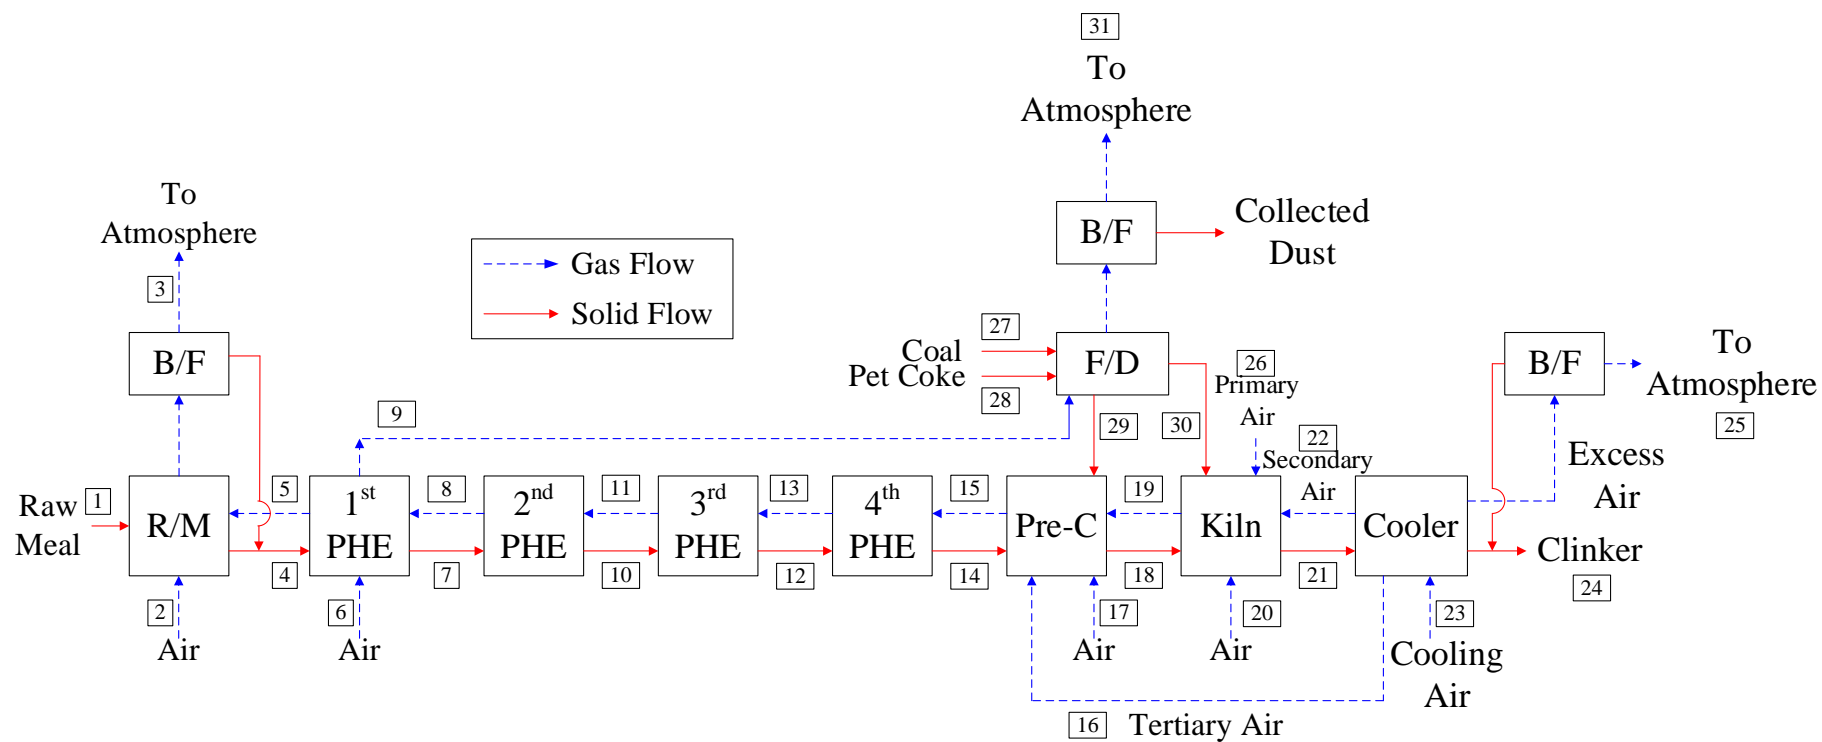 31
To
Atmosphere
To
Atmosphere
3
B/F
Collected
Dust
Gas Flow
Solid Flow
B/F
27
Coal
Pet Coke
28
F/D
26
Primary
Air
B/F
To
Atmosphere
25
9
29
30
22
Secondary
Air
Excess
Air
Raw
Meal
1
R/M
5
1st
PHE
8
2nd
PHE
11
3rd
PHE
13
4th
PHE
15
Pre-C
19
Kiln
Cooler
Clinker
24
4
7
10
12
14
18
21
2
Air
6
Air
17
Air
20
Air
23
Cooling
Air
16
Tertiary Air